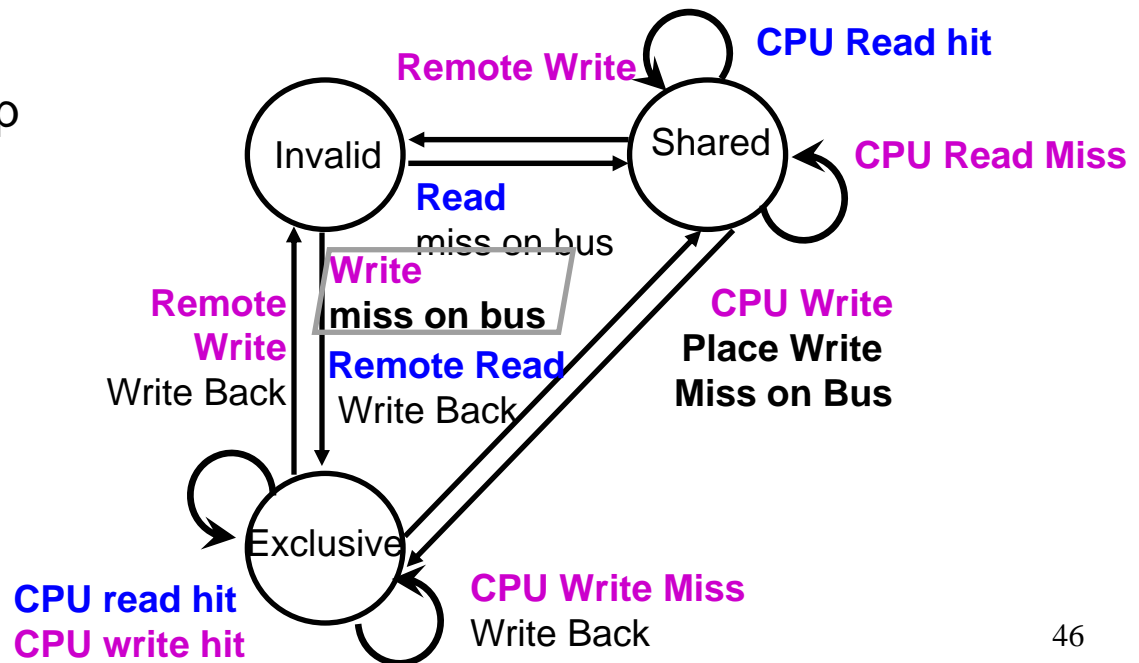 p
CPU Read hit
Remote Write
Invalid
Shared
CPU Read Miss
Read
miss on bus
Write
miss on bus
Remote
Write
Write Back
Remote Read
Write Back
CPU Write
Place Write
Miss on Bus
Exclusive
CPU read hit
CPU write hit
CPU Write Miss
Write Back
46